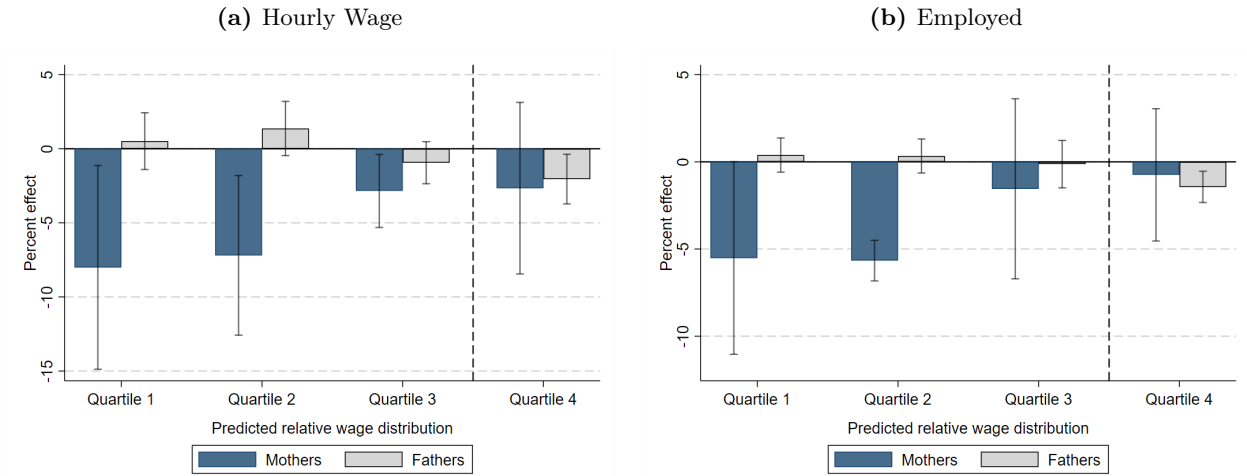 (a) Hourly Wage
5
0
-5
-10
-15
Percent effect
Quartile 1 Quartile 2 Quartile 3 Quartile 4
Predicted relative wage distribution
Mothers Fathers
(b) Employed
5
0
-5
-10
Percent effect
Quartile 1 Quartile 2 Quartile 3 Quartile 4
Predicted relative wage distribution
Mothers Fathers